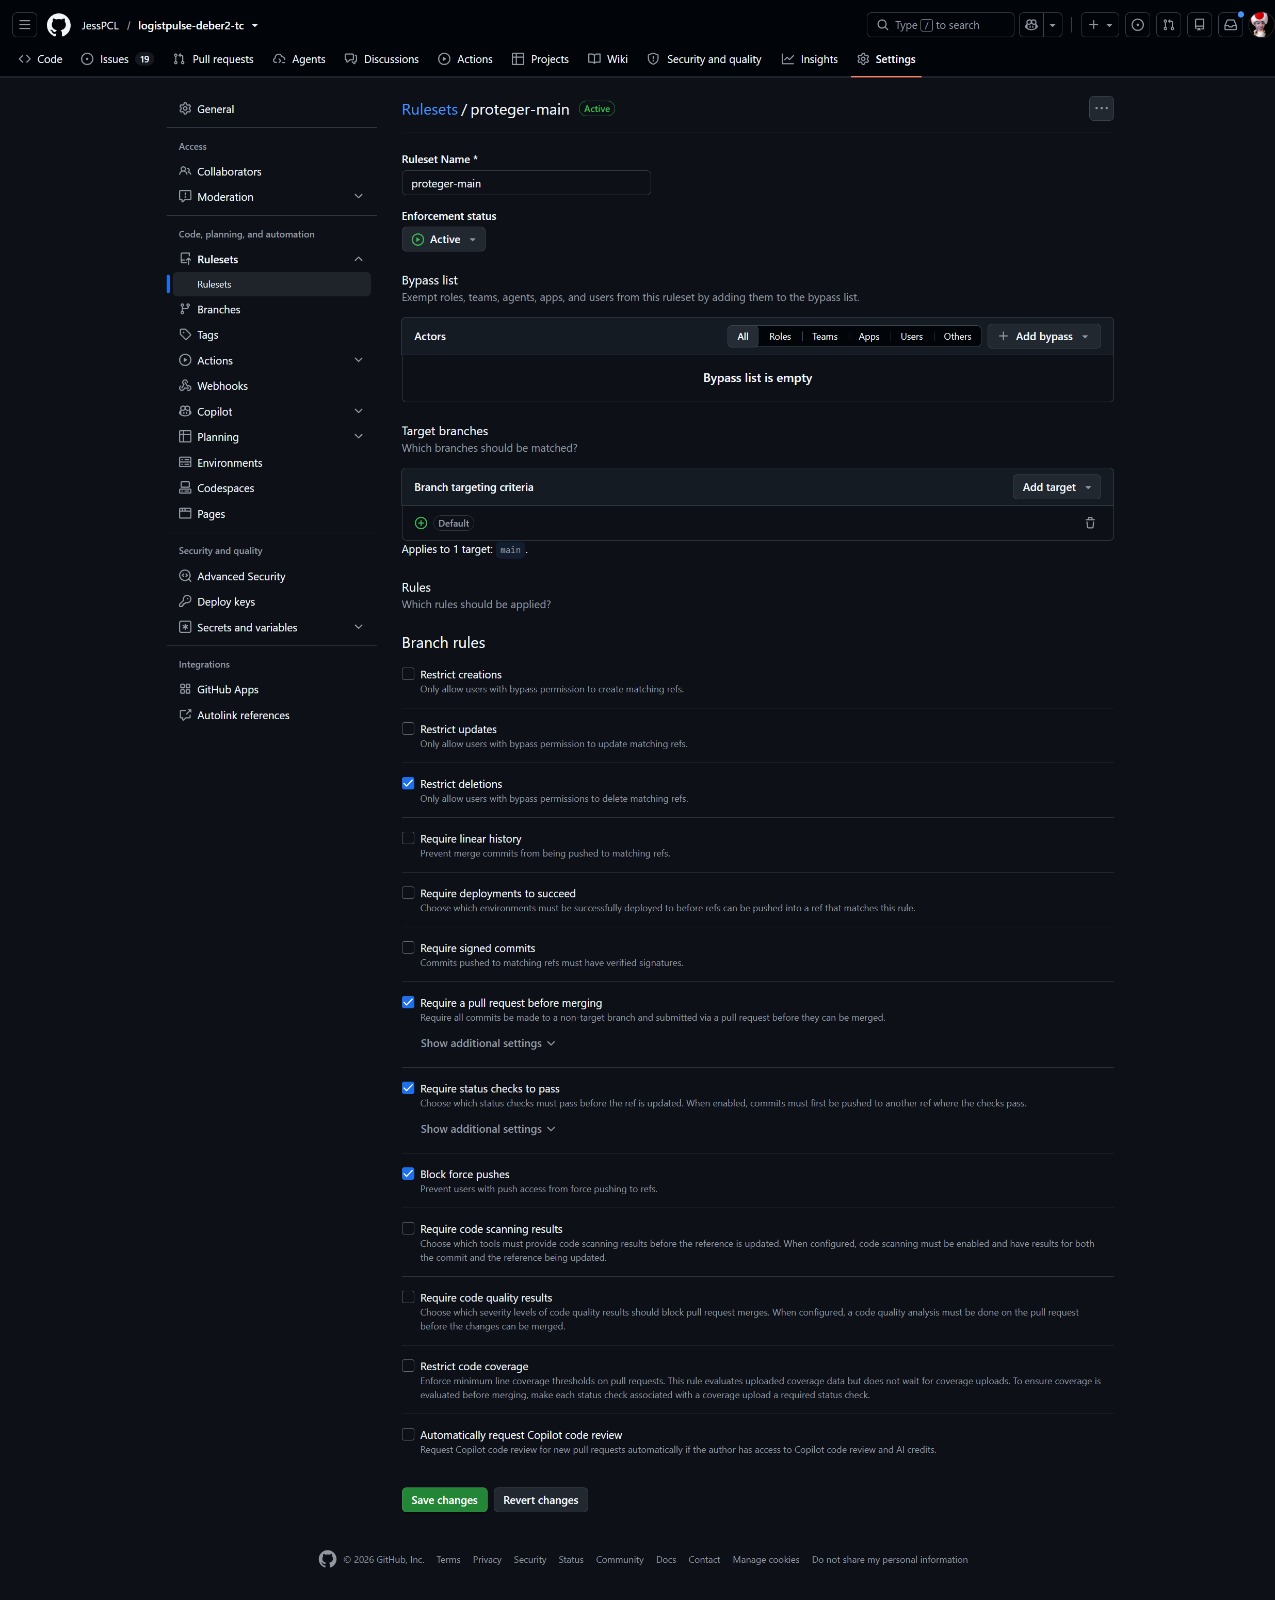 JessPCL / logistpulse-deber2-tc
Type / to search
Code
Issues 19
Pull requests
Agents
Discussions
Actions
Projects
Wiki
Security and quality
Insights
Settings
General
Access
Collaborators
Moderation
Code, planning, and automation
Rulesets
Rulesets
Branches
Tags
Actions
Webhooks
Copilot
Planning
Environments
Codespaces
Pages
Security and quality
Advanced Security
Deploy keys
Secrets and variables
Integrations
GitHub Apps
Autolink references
Rulesets / proteger-main Active
Ruleset Name *
proteger-main
Enforcement status
Active
Bypass list
Exempt roles, teams, agents, apps, and users from this ruleset by adding them to the bypass list.
Actors
All Roles Teams Apps Users Others
Add bypass
Bypass list is empty
Target branches
Which branches should be matched?
Branch targeting criteria
Add target
Default
Applies to 1 target: main .
Rules
Which rules should be applied?
Branch rules
Restrict creations
Only allow users with bypass permission to create matching refs.
Restrict updates
Only allow users with bypass permission to update matching refs.
Restrict deletions
Only allow users with bypass permissions to delete matching refs.
Require linear history
Prevent merge commits from being pushed to matching refs.
Require deployments to succeed
Choose which environments must be successfully deployed to before refs can be pushed into a ref that matches this rule.
Require signed commits
Commits pushed to matching refs must have verified signatures.
Require a pull request before merging
Require all commits be made to a non-target branch and submitted via a pull request before they can be merged.
Show additional settings
Require status checks to pass
Choose which status checks must pass before the ref is updated. When enabled, commits must first be pushed to another ref where the checks pass.
Show additional settings
Block force pushes
Prevent users with push access from force pushing to refs.
Require code scanning results
Choose which tools must provide code scanning results before the reference is updated. When configured, code scanning must be enabled and have results for both
the commit and the reference being updated.
Require code quality results
Choose which severity levels of code quality results should block pull request merges. When configured, a code quality analysis must be done on the pull request
before the changes can be merged.
Restrict code coverage
Enforce minimum line coverage thresholds on pull requests. This rule evaluates uploaded coverage data but does not wait for coverage uploads. To ensure coverage is
evaluated before merging, make each status check associated with a coverage upload a required status check.
Automatically request Copilot code review
Request Copilot code review for new pull requests automatically if the author has access to Copilot code review and AI credits.
Save changes
Revert changes
© 2026 GitHub, Inc. Terms Privacy Security Status Community Docs Contact Manage cookies Do not share my personal information